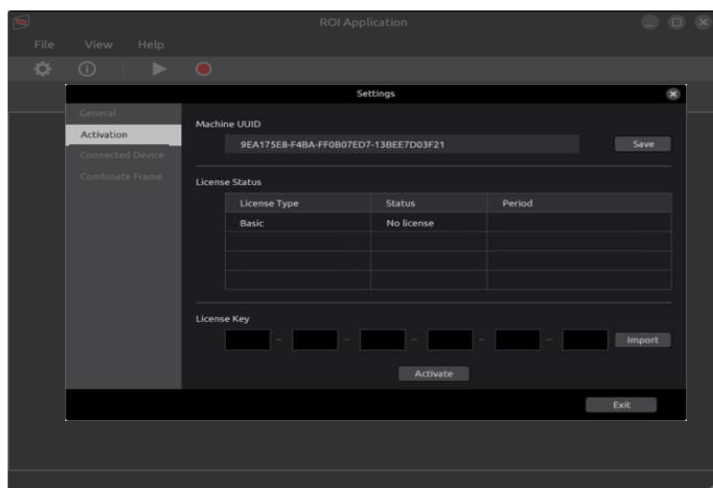 ROI Application
File View Help
Settings
General
Activation
Connected Device
Combinate Frame
Machine UUID
9EA175E8-F4BA-FF0B07ED7-13BEE7D03F21 Save
License Status
License Type Status Period
Basic No license
License Key
- - - - - Import
Activate
Exit